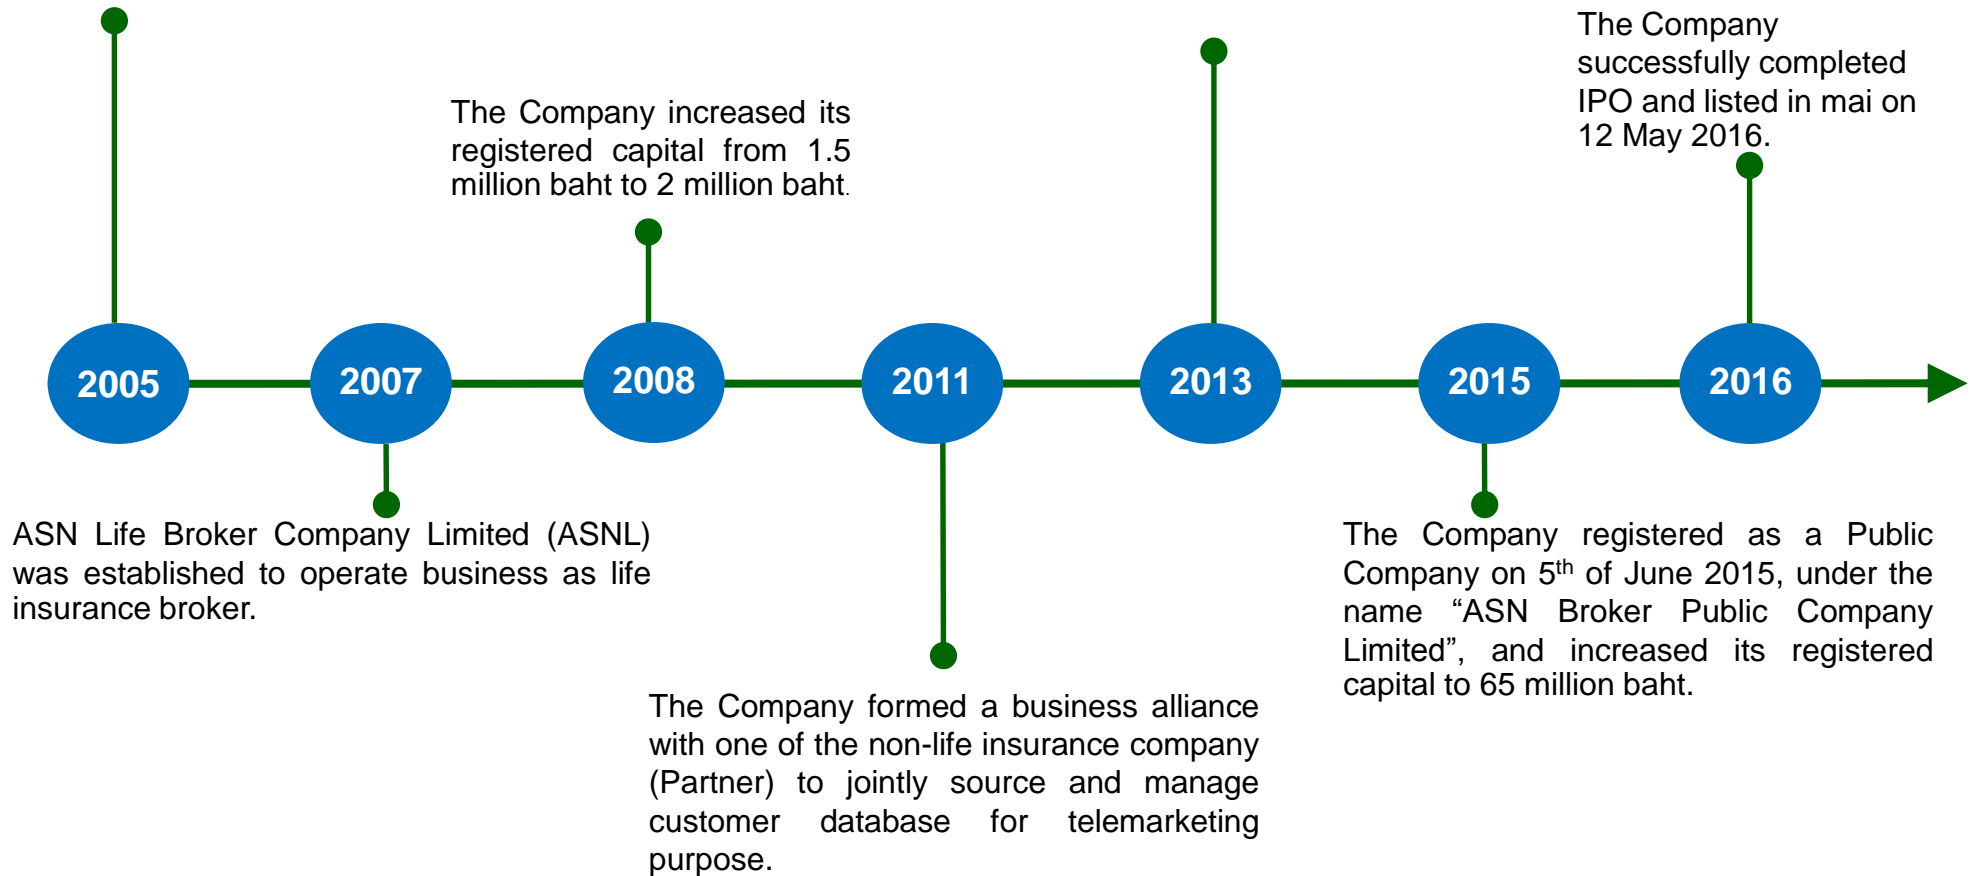 The Company
successfully completed
IPO and listed in mai on
12 May 2016.
The Company increased its
registered capital from 1.5
million baht to 2 million baht.
2005
2007
2008
2011
2013
2015
2016
ASN Life Broker Company Limited (ASNL)
was established to operate business as life
insurance broker.
The Company registered as a Public
Company on 5th of June 2015, under the
name “ASN Broker Public Company
Limited”, and increased its registered
capital to 65 million baht.
The Company formed a business alliance
with one of the non-life insurance company
(Partner) to jointly source and manage
customer database for telemarketing
purpose.